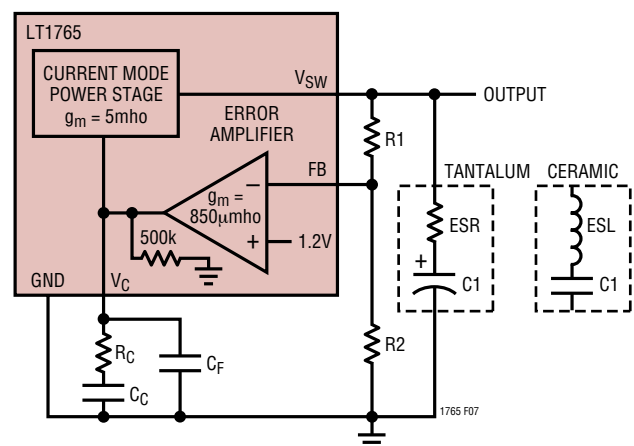 LT1765
CURRENT MODE
POWER STAGE
gm = 5mho
VSW
OUTPUT
ERROR
AMPLIFIER
R1
FB
TANTALUM
CERAMIC
–
gm =
850µmho
+
1.2V
500k
ESR
ESL
+
C1
C1
GND
VC
RC
CF
R2
CC
1765 F07